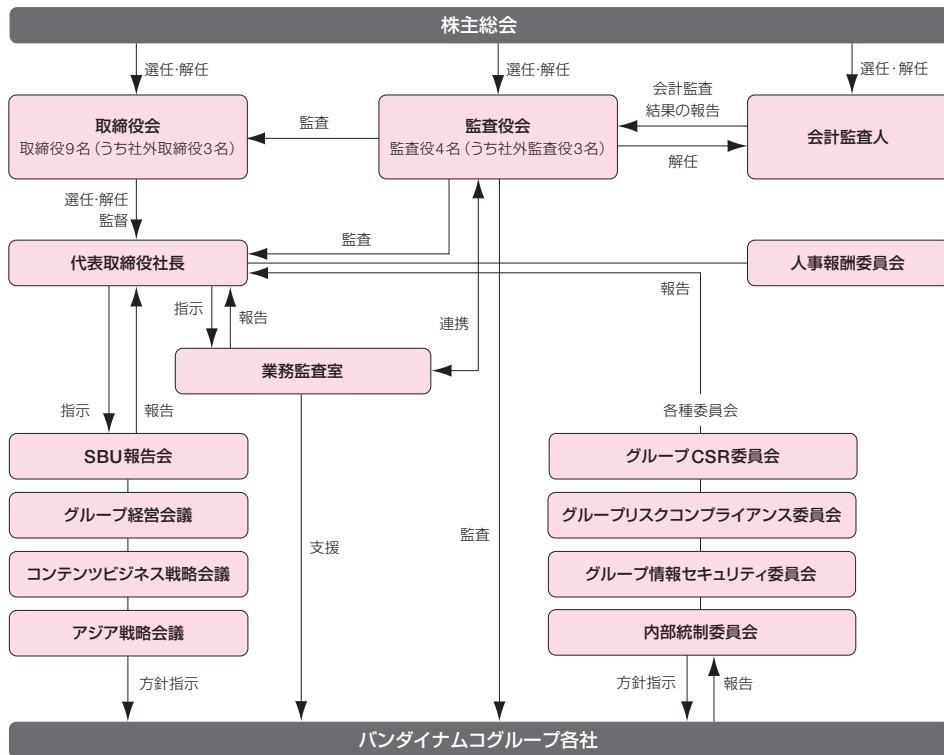 株主総会
選任・解任
選任・解任
選任・解任
取締役会
取締役9名(うち社外取締役3名)
監査
監査役会
監査役4名(うち社外監査役3名)
会計監査
結果の報告
解任
会計監査人
選任・解任
監督
監査
代表取締役社長
人事報酬委員会
指示
報告
連携
報告
業務監査室
指示
報告
各種委員会
SBU報告会
グループCSR委員会
グループ経営会議
グループリスクコンプライアンス委員会
支援
監査
コンテンツビジネス戦略会議
グループ情報セキュリティ委員会
アジア戦略会議
内部統制委員会
方針指示
方針指示
報告
バンダイナムコグループ各社